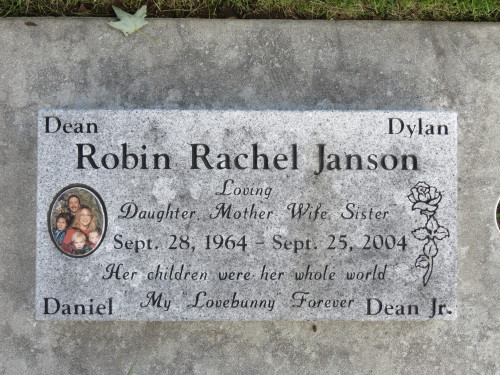 Dean Dylan
Robin Rachel Janson
Loving
Daughter, Mother Wife Sister
Sept. 28, 1964 - Sept. 25, 2004
Her children were her whole world
My "Lovebunny" Forever
Daniel Dean Jr.